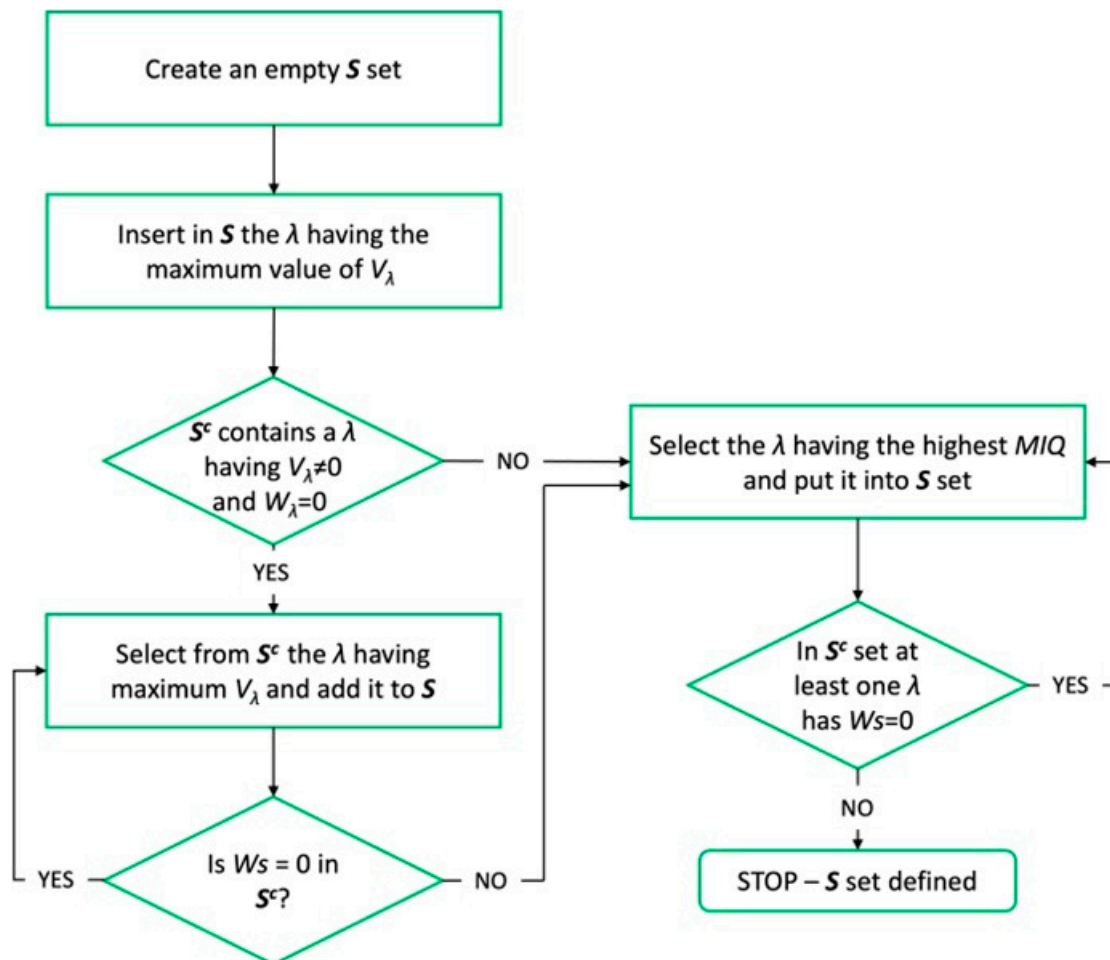 Create an empty S set
Insert in S the λ having the
maximum value of Vλ
Sᶜ contains a λ
having Vλ≠0
and Wλ=0
NO
YES
Select from Sᶜ the λ having
maximum Vλ and add it to S
Is Ws = 0 in
Sᶜ?
YES
NO
Select the λ having the highest MIQ
and put it into S set
In Sᶜ set at
least one λ
has Ws=0
YES
NO
STOP – S set defined